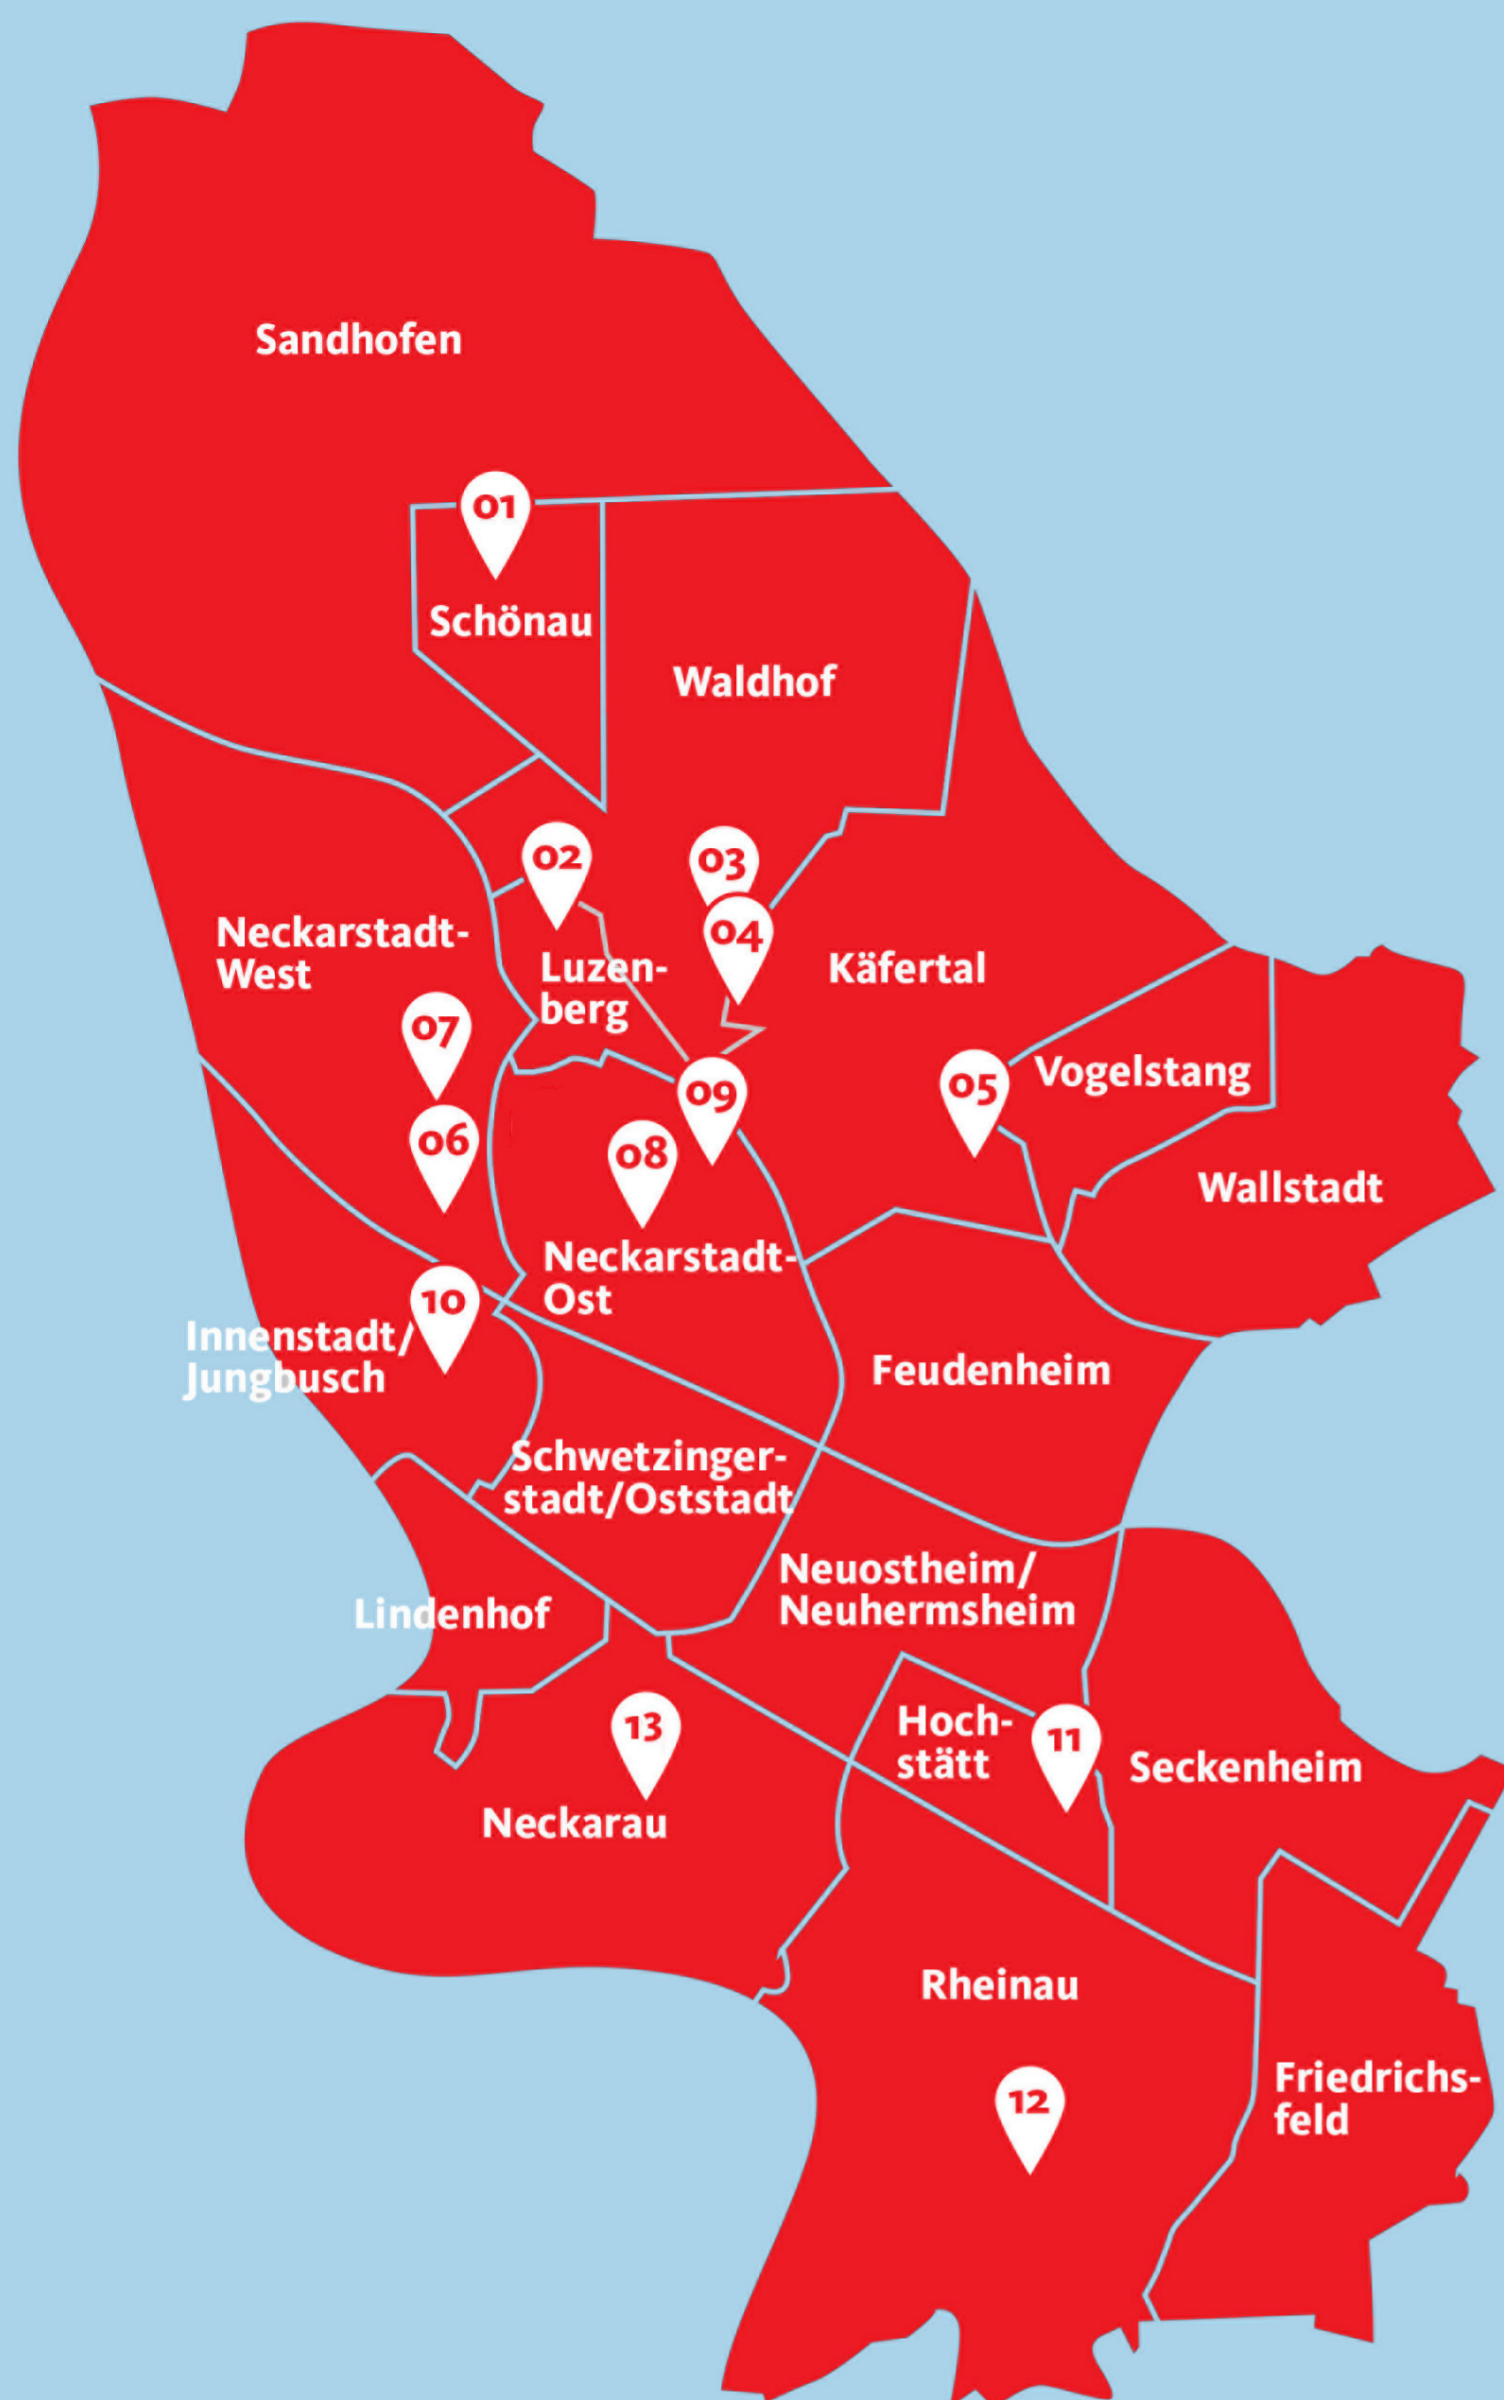 Sandhofen
01
Schönau
Waldhof
02
03
04
Neckarstadt-
West
Luzen-
berg
Käfertal
07
05
Vogelstang
09
06
08
Wallstadt
Neckarstadt-
Ost
10
Innenstadt/
Jungbusch
Feudenheim
Schwetzinger-
stadt/Oststadt
Neuostheim/
Neuhermsheim
Lindenhof
Hoch-
stätt
11
13
Seckenheim
Neckarau
Rheinau
Friedrichs-
feld
12